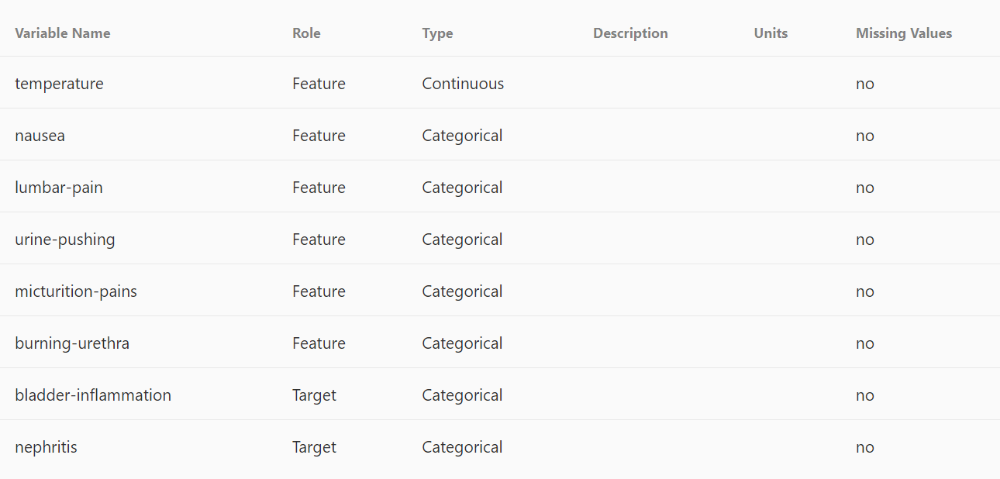 Variable Name Role Type Description Units Missing Values
temperature Feature Continuous no
nausea Feature Categorical no
lumbar-pain Feature Categorical no
urine-pushing Feature Categorical no
micturition-pains Feature Categorical no
burning-urethra Feature Categorical no
bladder-inflammation Target Categorical no
nephritis Target Categorical no